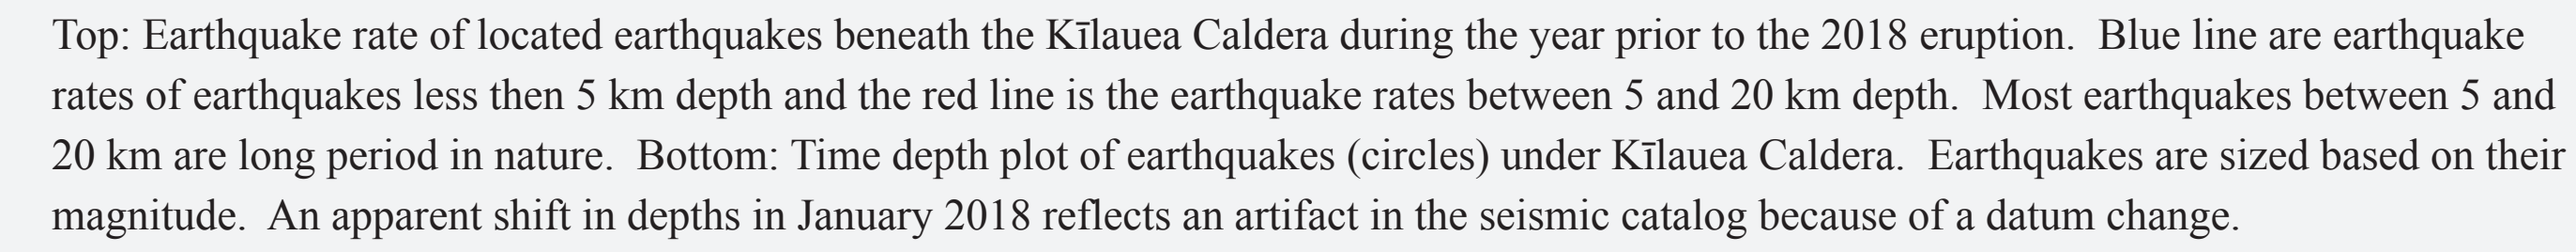 Top: Earthquake rate of located earthquakes beneath the Kīlauea Caldera during the year prior to the 2018 eruption.  Blue line are earthquake
rates of earthquakes less then 5 km depth and the red line is the earthquake rates between 5 and 20 km depth.  Most earthquakes between 5 and
20 km are long period in nature.  Bottom: Time depth plot of earthquakes (circles) under Kīlauea Caldera.  Earthquakes are sized based on their
magnitude.  An apparent shift in depths in January 2018 reflects an artifact in the seismic catalog because of a datum change.